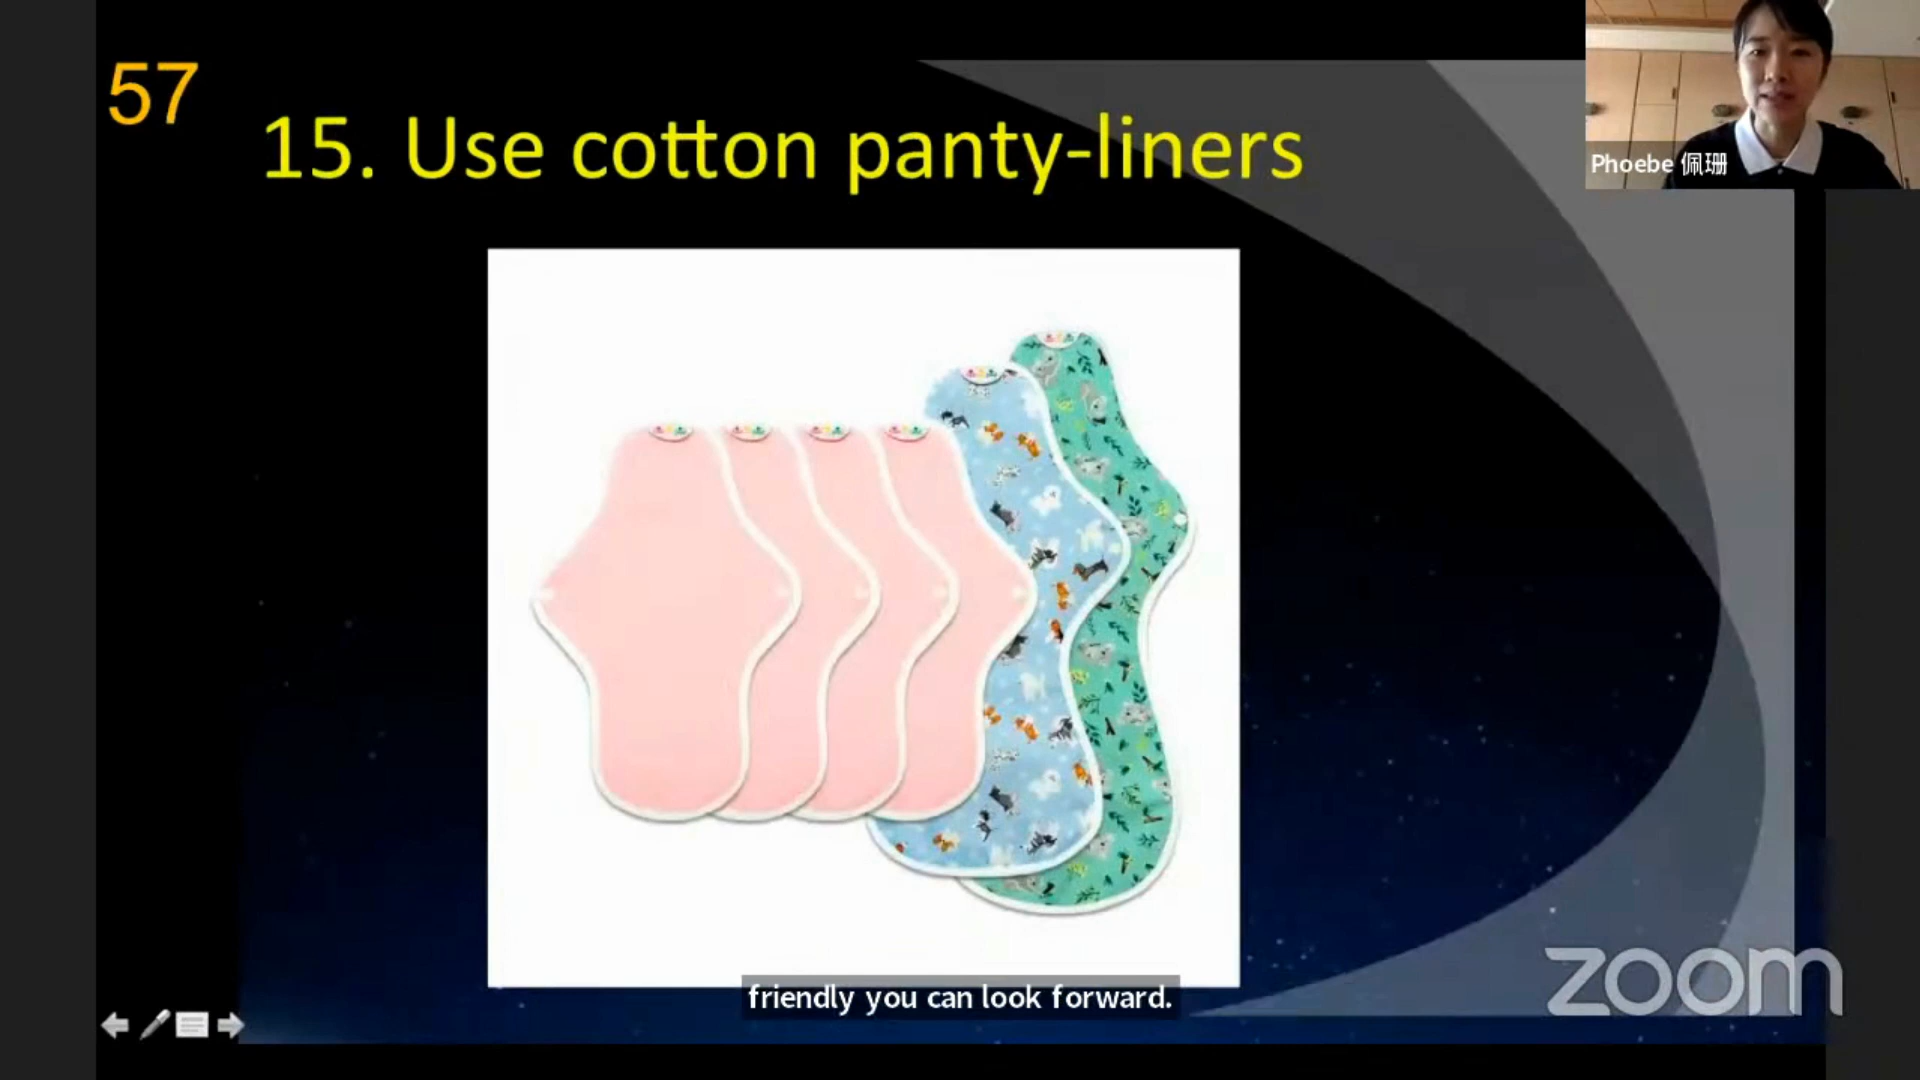 57
15. Use cotton panty-liners
Phoebe 佩珊
friendly you can look forward.
zoom